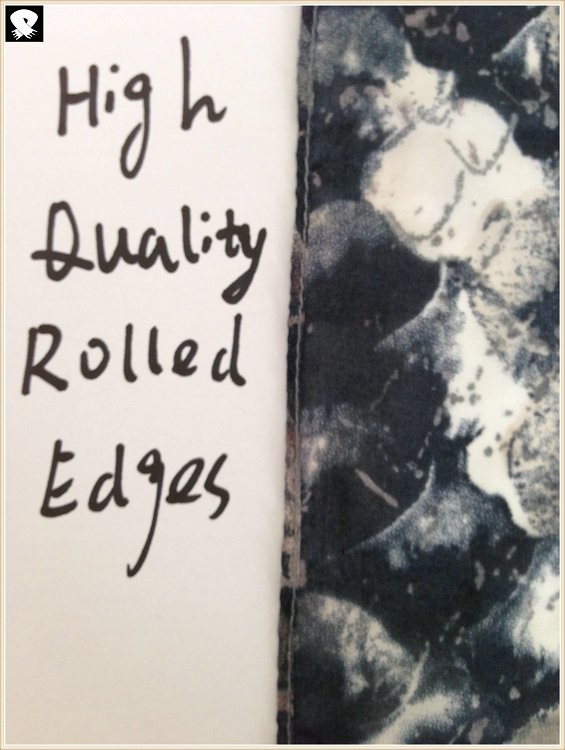 High
Quality
Rolled
Edges